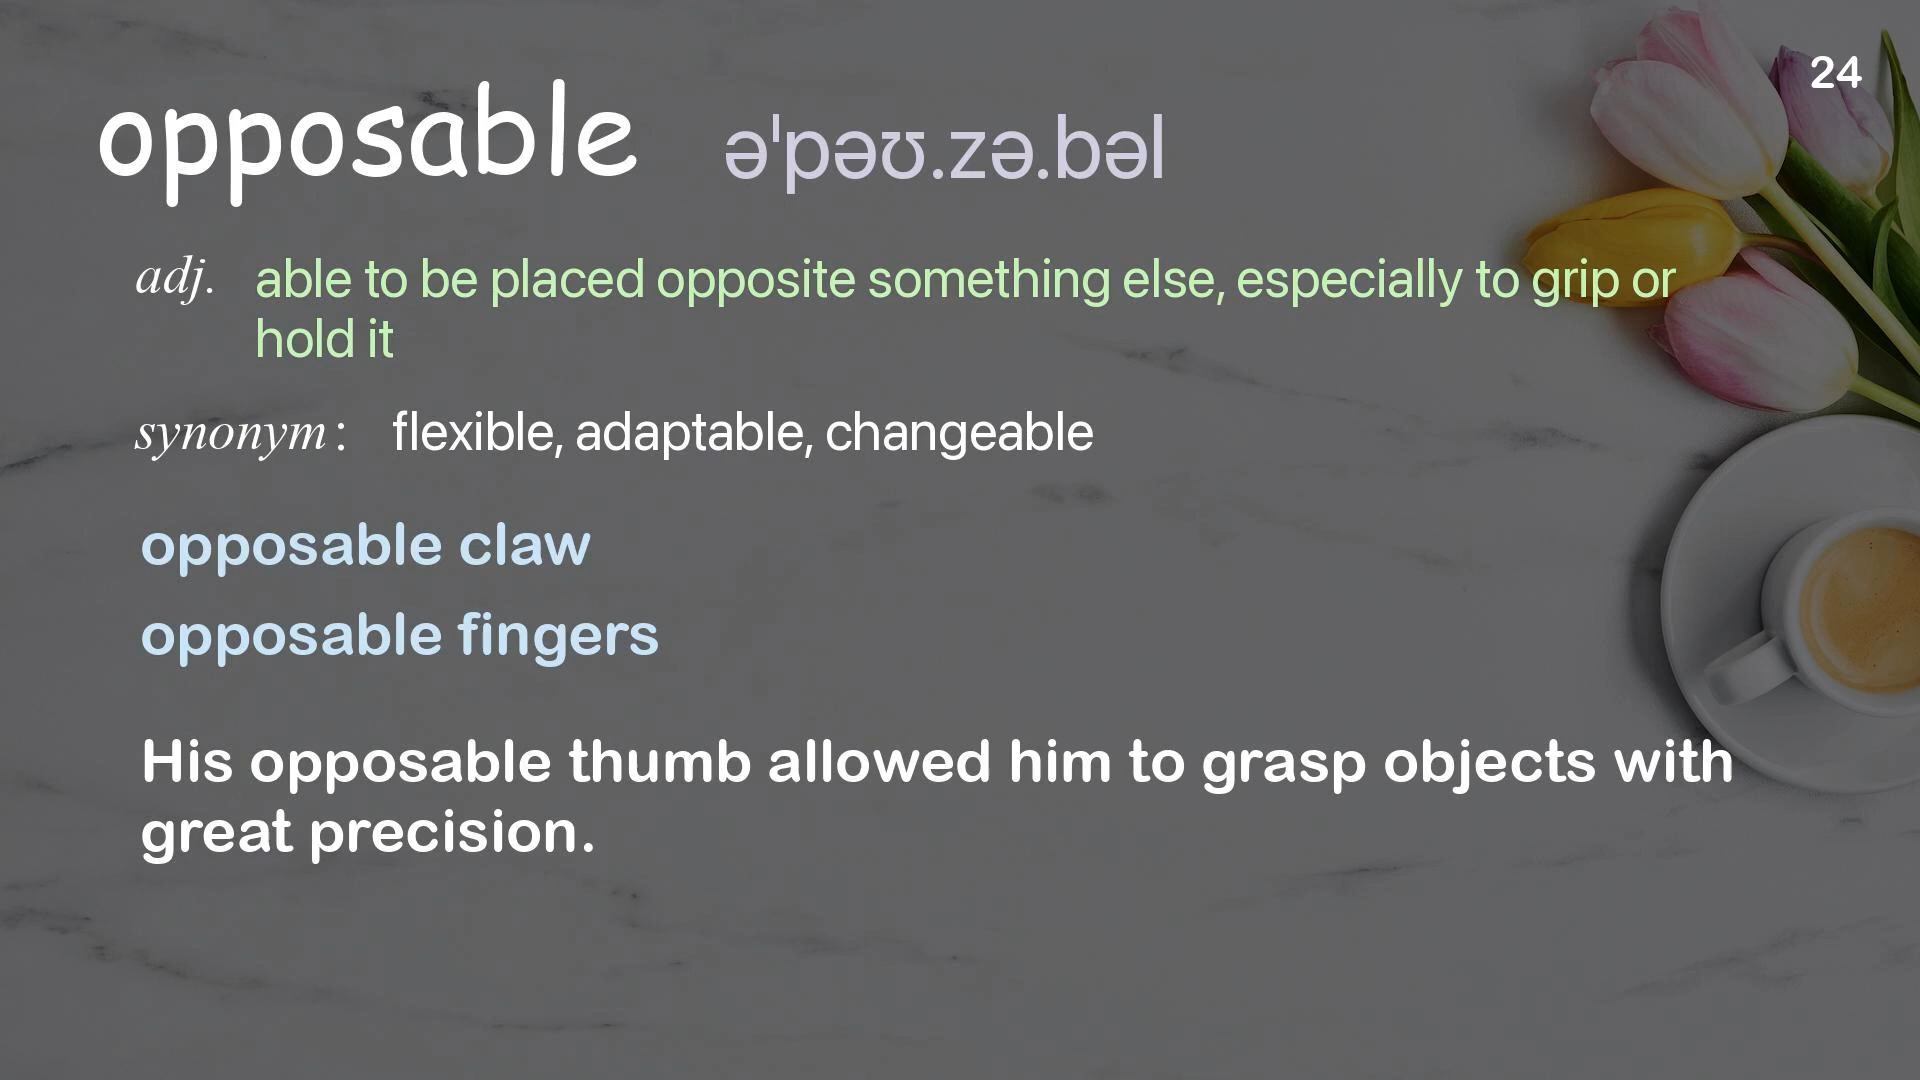 24
opposable əˈpəʊ.zə.bəl
adj. able to be placed opposite something else, especially to grip or
hold it
synonym : flexible, adaptable, changeable
opposable claw
opposable fingers
His opposable thumb allowed him to grasp objects with
great precision.